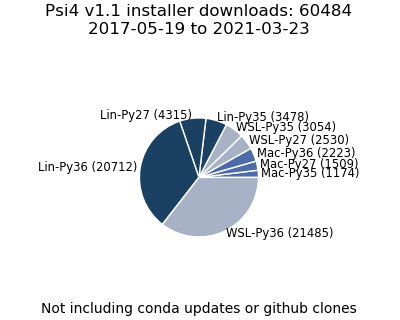 Psi4 v1.1 installer downloads: 60484
2017-05-19 to 2021-03-23
Lin-Py27 (4315)
Lin-Py35 (3478)
WSL-Py35 (3054)
WSL-Py27 (2530)
Mac-Py36 (2223)
Mac-Py27 (1509)
Mac-Py35 (1174)
Lin-Py36 (20712)
WSL-Py36 (21485)
Not including conda updates or github clones